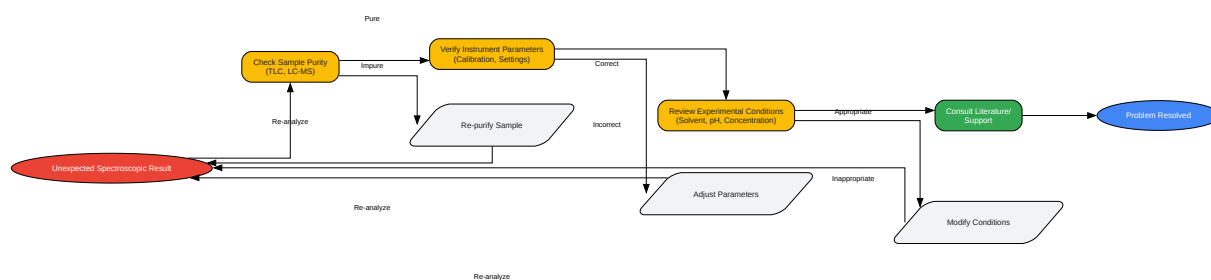 Pure
Check Sample Purity
(TLC, LC-MS)
Impure
Verify Instrument Parameters
(Calibration, Settings)
Correct
Review Experimental Conditions
(Solvent, pH, Concentration)
Appropriate
Consult Literature/
Support
Problem Resolved
Re-analyze
Re-purify Sample
Incorrect
Unexpected Spectroscopic Result
Inappropriate
Adjust Parameters
Re-analyze
Modify Conditions
Re-analyze